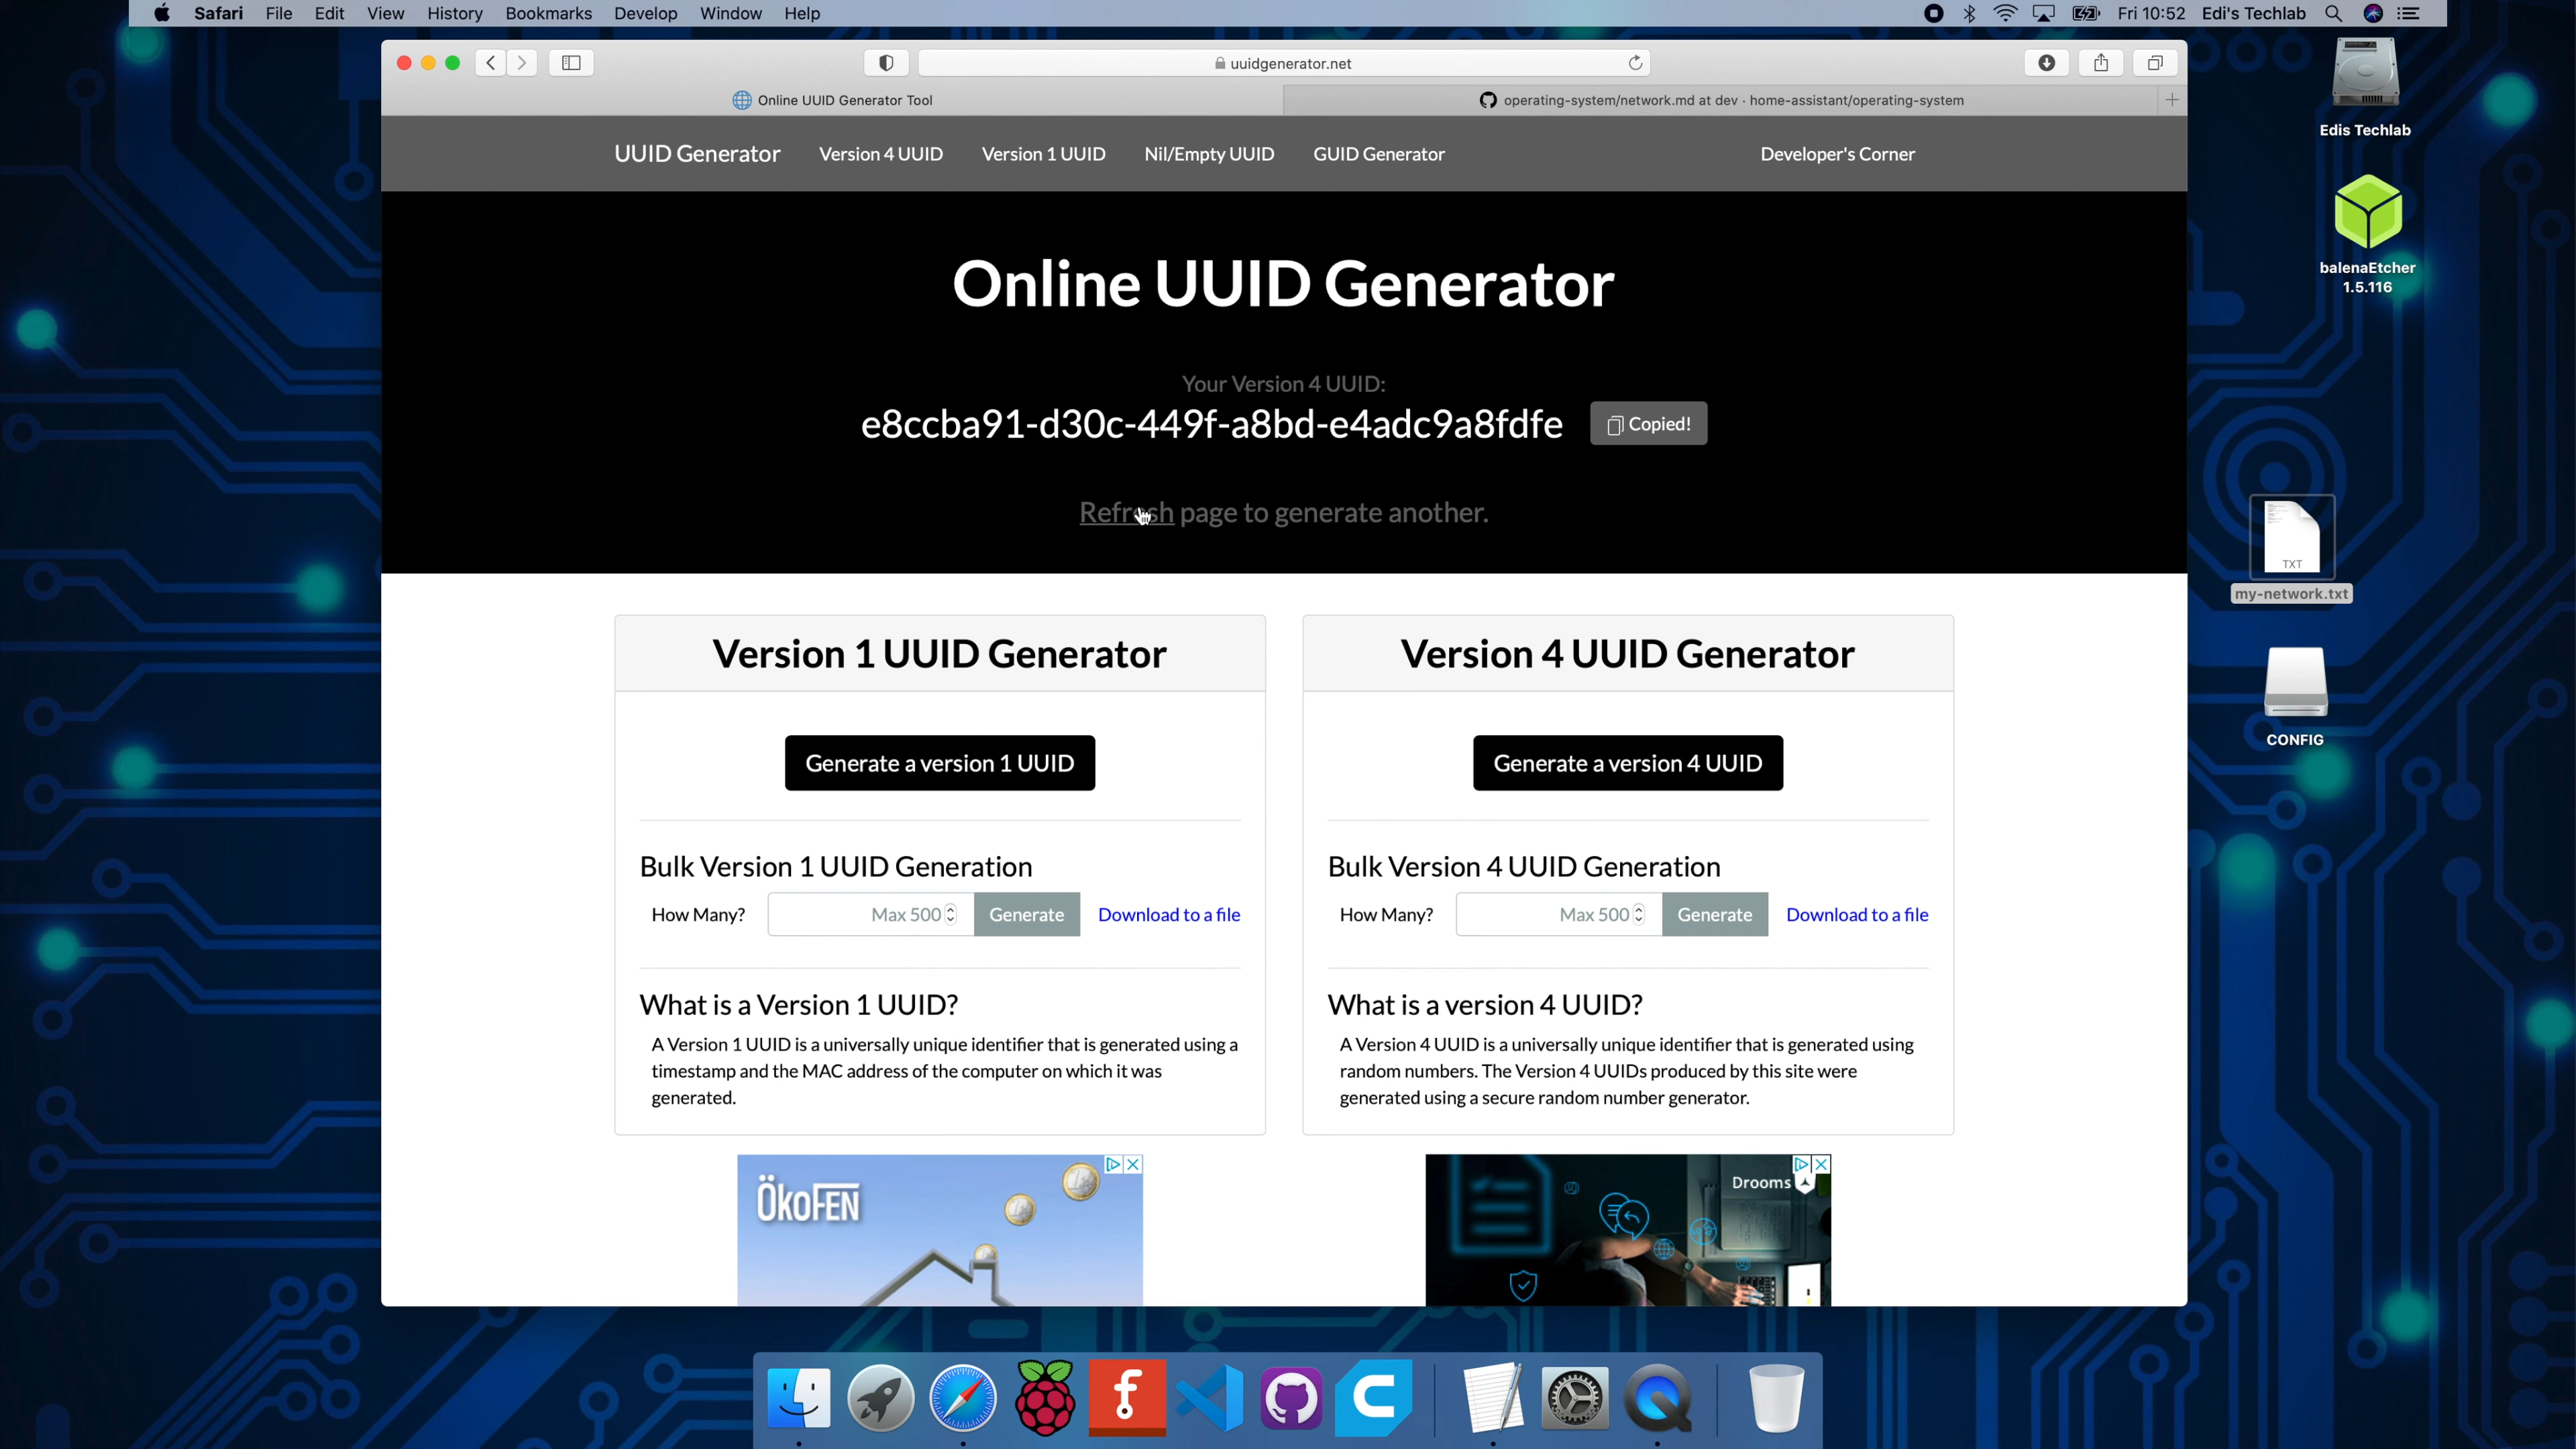 Safari File Edit View History Bookmarks Develop Window Help
Fri 10:52 Edi's Techlab
uuidgenerator.net
Online UUID Generator Tool
operating-system/network.md at dev · home-assistant/operating-system
UUID Generator Version 4 UUID Version 1 UUID Nil/Empty UUID GUID Generator Developer's Corner
Online UUID Generator
Your Version 4 UUID:
e8ccba91-d30c-449f-a8bd-e4adc9a8fdfe
Copied!
Refresh page to generate another.
Version 1 UUID Generator
Generate a version 1 UUID
Bulk Version 1 UUID Generation
How Many? Max 500 Generate Download to a file
What is a Version 1 UUID?
A Version 1 UUID is a universally unique identifier that is generated using a
timestamp and the MAC address of the computer on which it was
generated.
Version 4 UUID Generator
Generate a version 4 UUID
Bulk Version 4 UUID Generation
How Many? Max 500 Generate Download to a file
What is a version 4 UUID?
A Version 4 UUID is a universally unique identifier that is generated using
random numbers. The Version 4 UUIDs produced by this site were
generated using a secure random number generator.
ÖkoFEN
Drooms
Edis Techlab
balenaEtcher
1.5.116
TXT
my-network.txt
CONFIG